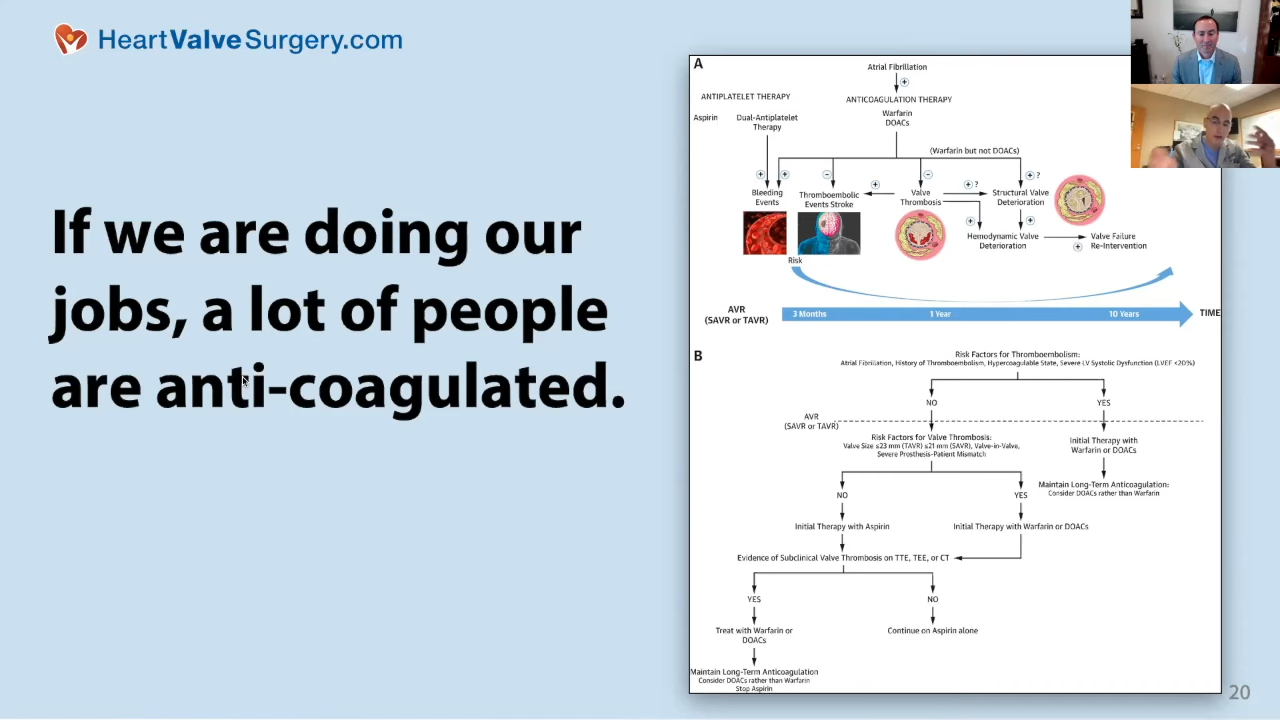 HeartValveSurgery.com
If we are doing our
jobs, a lot of people
are anti-coagulated.
A
Atrial Fibrillation
+
ANTIPLATELET THERAPY
ANTICOAGULATION THERAPY
Aspirin
Dual-Antiplatelet
Therapy
Warfarin
DOACs
(Warfarin but not DOACs)
+ + − − + ?
+ + ?
Bleeding
Events
Thromboembolic
Events Stroke
Valve
Thrombosis
Structural Valve
Deterioration
+ +
Hemodynamic Valve
Deterioration
+
Valve Failure
Re-Intervention
Risk
AVR
(SAVR or TAVR)
3 Months
1 Year
10 Years
TIME
B
Risk Factors for Thromboembolism:
Atrial Fibrillation, History of Thromboembolism, Hypercoagulable State, Severe LV Systolic Dysfunction (LVEF <20%)
NO
YES
AVR
(SAVR or TAVR)
Risk Factors for Valve Thrombosis:
Valve Size ≤23 mm (TAVR) ≤21 mm (SAVR), Valve-in-Valve,
Severe Prosthesis-Patient Mismatch
Initial Therapy with
Warfarin or DOACs
Maintain Long-Term Anticoagulation:
Consider DOACs rather than Warfarin
NO
YES
Initial Therapy with Aspirin
Initial Therapy with Warfarin or DOACs
Evidence of Subclinical Valve Thrombosis on TTE, TEE, or CT
YES
NO
Treat with Warfarin or
DOACs
Continue on Aspirin alone
Maintain Long-Term Anticoagulation
Consider DOACs rather than Warfarin
Stop Aspirin
20